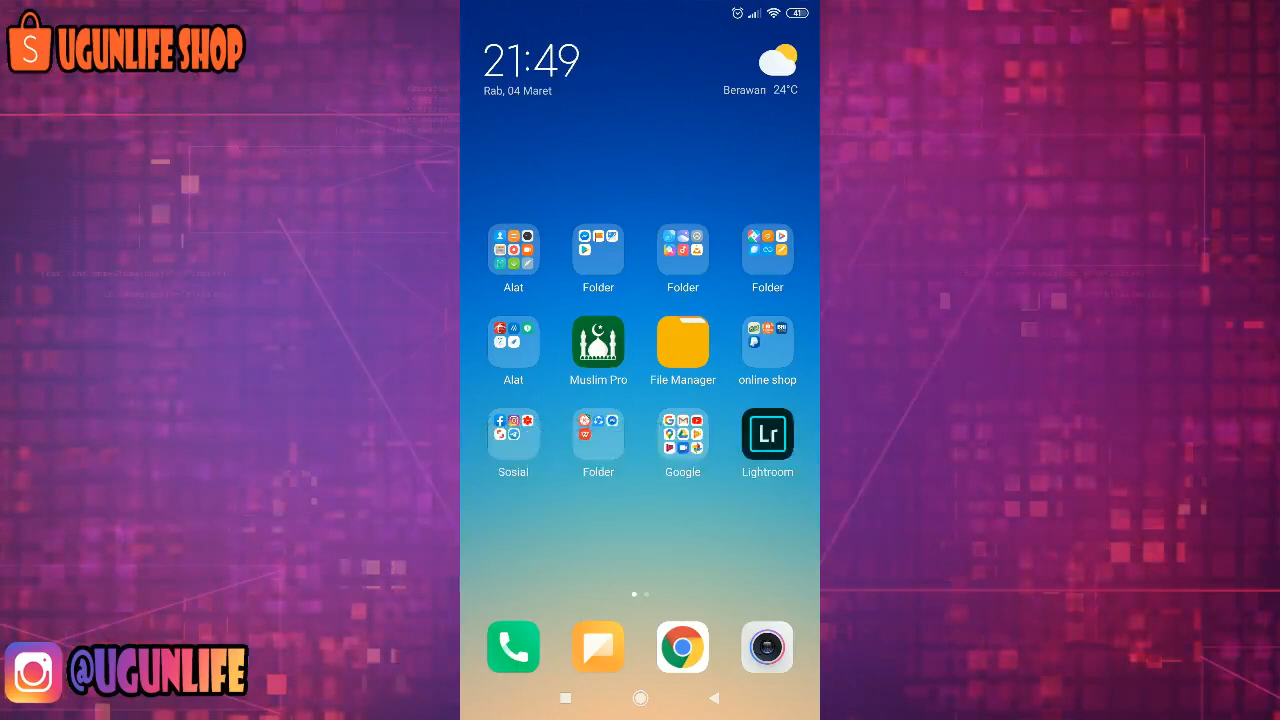 UGUNLIFE SHOP
41
21:49
Rab, 04 Maret
Berawan 24°C
Alat
Folder
Folder
Folder
Alat
Muslim Pro
File Manager
online shop
Sosial
Folder
Google
Lr
Lightroom
@UGUNLIFE